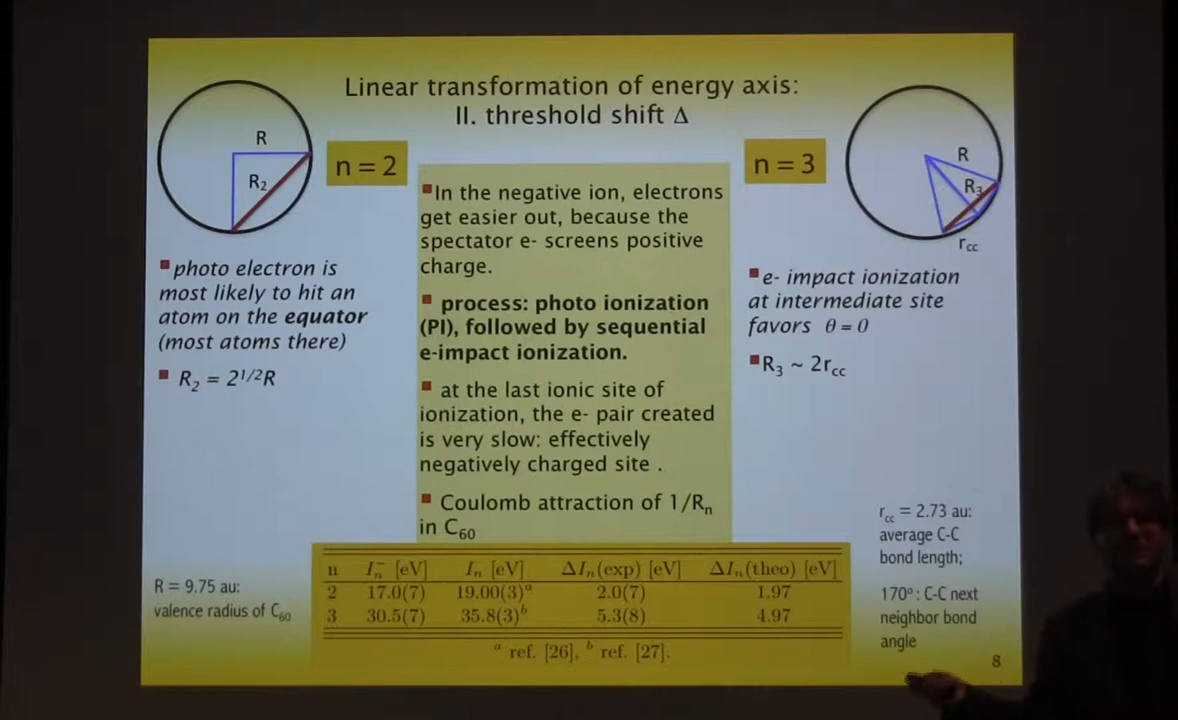 Linear transformation of energy axis:
II. threshold shift Δ
R
R₂
n = 2
▪photo electron is
most likely to hit an
atom on the equator
(most atoms there)
▪ R₂ = 2^1/2R
▪In the negative ion, electrons
get easier out, because the
spectator e- screens positive
charge.
▪ process: photo ionization
(PI), followed by sequential
e-impact ionization.
▪ at the last ionic site of
ionization, the e- pair created
is very slow: effectively
negatively charged site .
▪ Coulomb attraction of 1/Rₙ
in C₆₀
n = 3
R
R₃
r_cc
▪e- impact ionization
at intermediate site
favors θ = 0
▪R₃ ~ 2r_cc
R = 9.75 au:
valence radius of C₆₀
n I⁻ₙ [eV] Iₙ [eV] ΔIₙ(exp) [eV] ΔIₙ(theo) [eV]
2 17.0(7) 19.00(3)ᵃ 2.0(7) 1.97
3 30.5(7) 35.8(3)ᵇ 5.3(8) 4.97
ᵃ ref. [26], ᵇ ref. [27].
r_cc = 2.73 au:
average C-C
bond length;
170°: C-C next
neighbor bond
angle
8